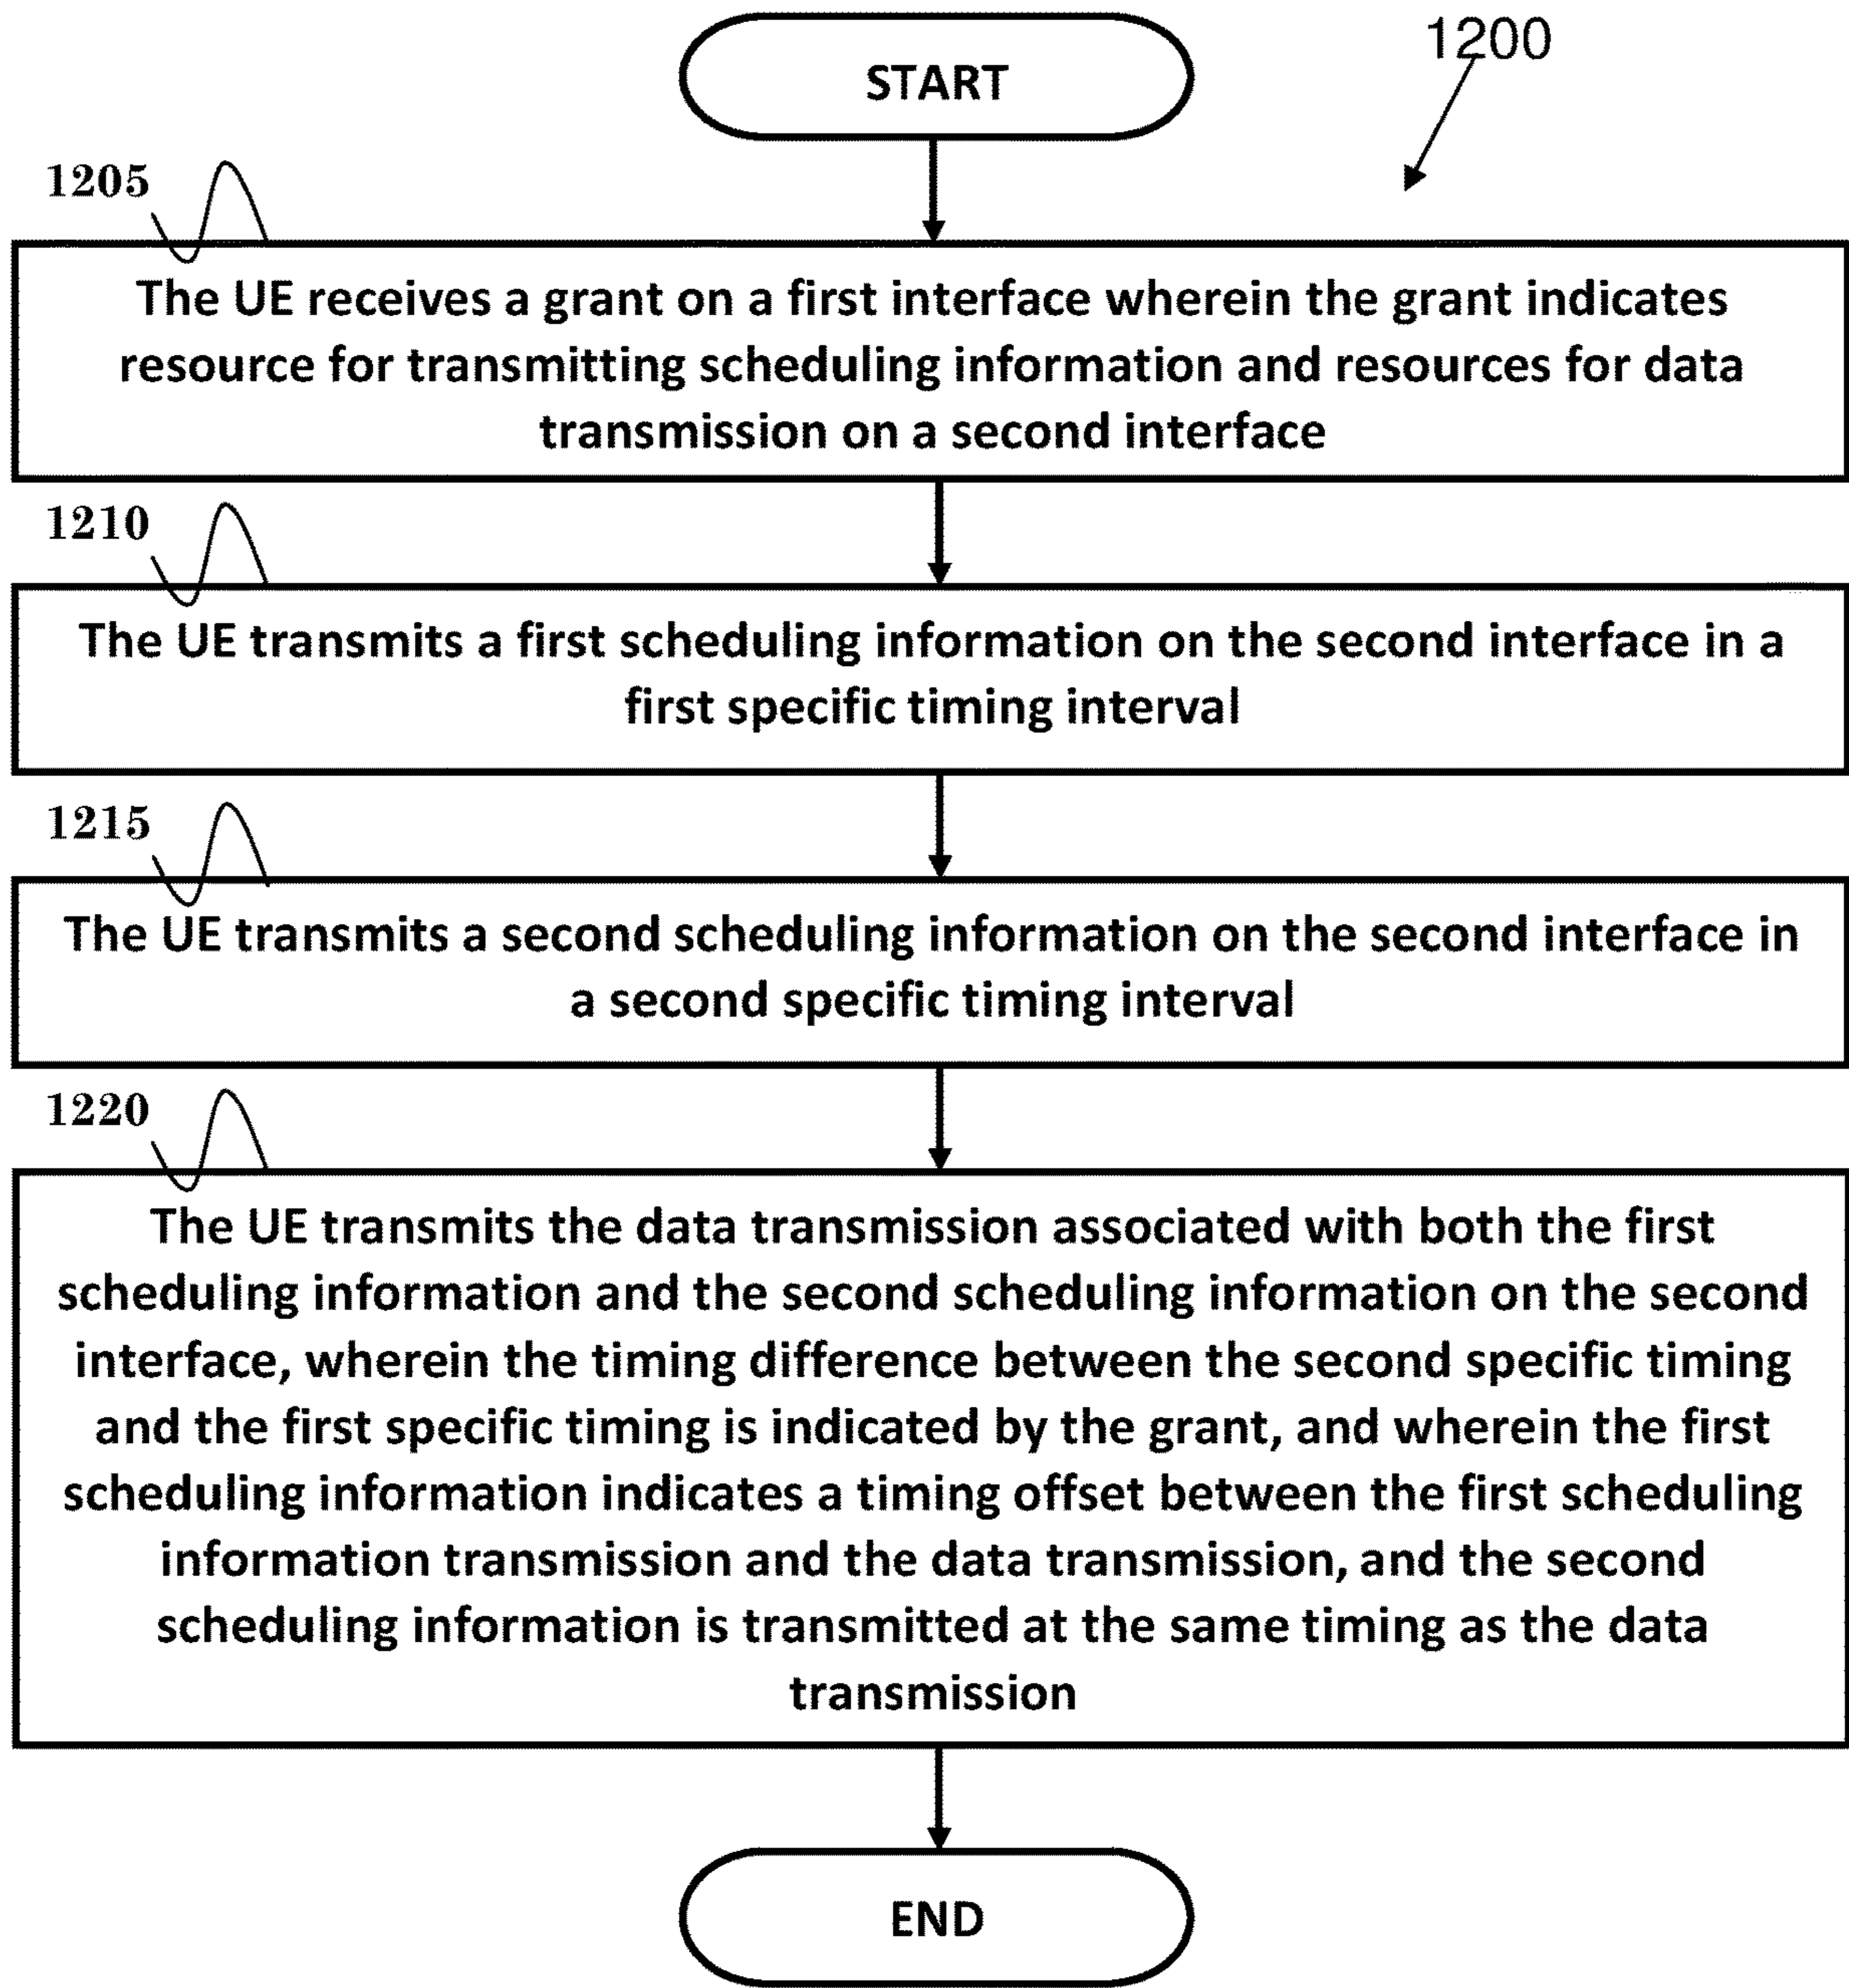 START
1200
1205
The UE receives a grant on a first interface wherein the grant indicates
resource for transmitting scheduling information and resources for data
transmission on a second interface
1210
The UE transmits a first scheduling information on the second interface in a
first specific timing interval
1215
The UE transmits a second scheduling information on the second interface in
a second specific timing interval
1220
The UE transmits the data transmission associated with both the first
scheduling information and the second scheduling information on the second
interface, wherein the timing difference between the second specific timing
and the first specific timing is indicated by the grant, and wherein the first
scheduling information indicates a timing offset between the first scheduling
information transmission and the data transmission, and the second
scheduling information is transmitted at the same timing as the data
transmission
END